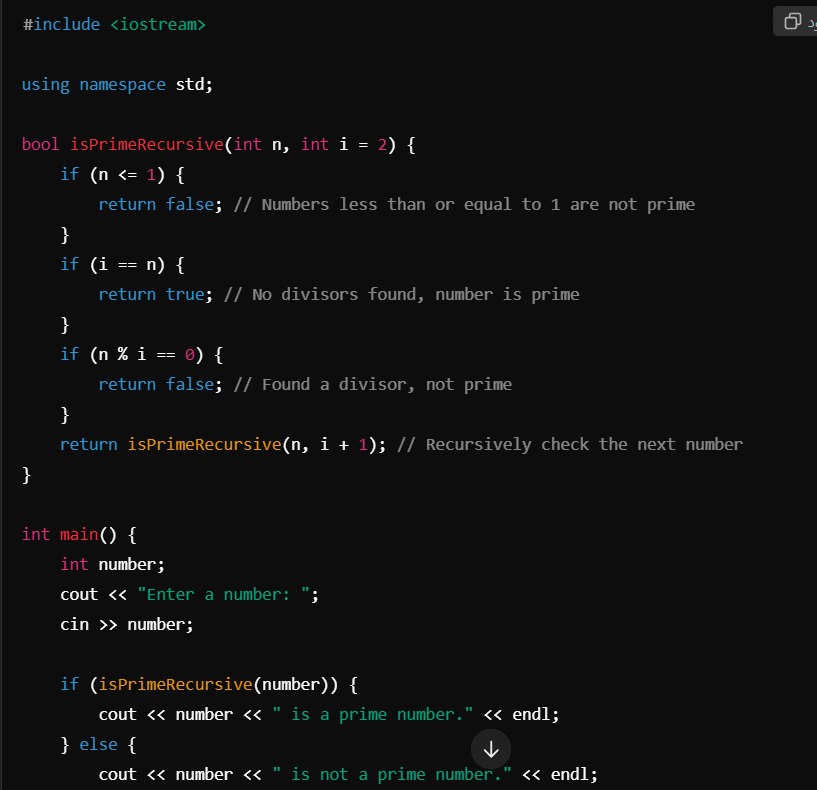 #include <iostream>
using namespace std;
bool isPrimeRecursive(int n, int i = 2) {
    if (n <= 1) {
        return false; // Numbers less than or equal to 1 are not prime
    }
    if (i == n) {
        return true; // No divisors found, number is prime
    }
    if (n % i == 0) {
        return false; // Found a divisor, not prime
    }
    return isPrimeRecursive(n, i + 1); // Recursively check the next number
}
int main() {
    int number;
    cout << "Enter a number: ";
    cin >> number;
    if (isPrimeRecursive(number)) {
        cout << number << " is a prime number." << endl;
    } else {
        cout << number << " is not a prime number." << endl;